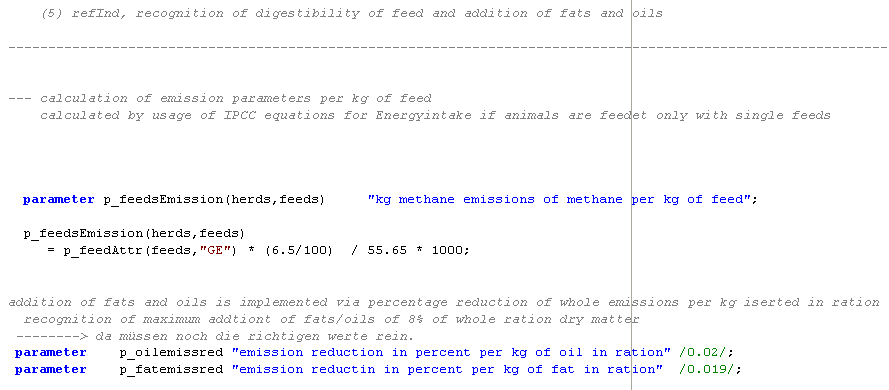 (5) refInd, recognition of digestibility of feed and addition of fats and oils
--------------------------------------------------------------------------------------------------------------
--- calculation of emission parameters per kg of feed
calculated by usage of IPCC equations for Energyintake if animals are feedet only with single feeds
parameter p_feedsEmission(herds,feeds) "kg methane emissions of methane per kg of feed";
p_feedsEmission(herds,feeds)
= p_feedAttr(feeds,"GE") * (6.5/100) / 55.65 * 1000;
addition of fats and oils is implemented via percentage reduction of whole emissions per kg iserted in ration
recognition of maximum addtiont of fats/oils of 8% of whole ration dry matter
--------> da müssen noch die richtigen werte rein.
parameter p_oilemissred "emission reduction in percent per kg of oil in ration" /0.02/;
parameter p_fatemissred "emission reductin in percent per kg of fat in ration" /0.019/;